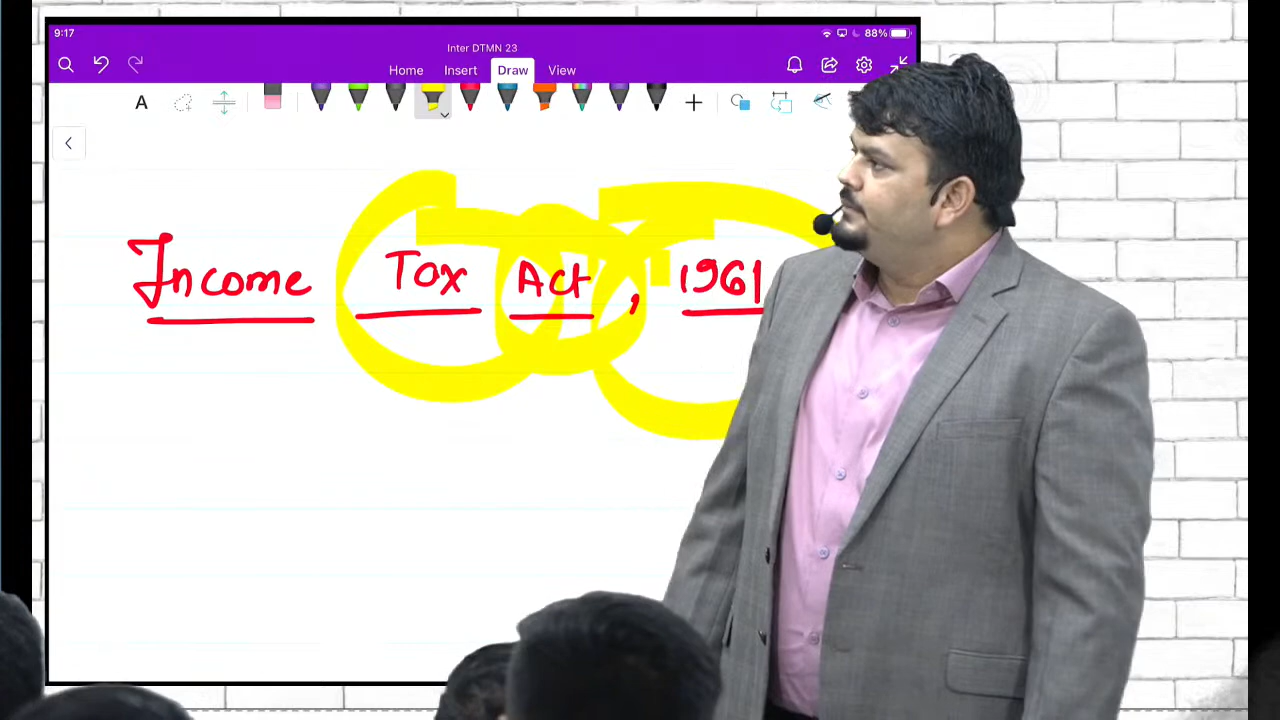 9:17
88%
Inter DTMN 23
Home Insert Draw View
A
Income Tax Act, 1961